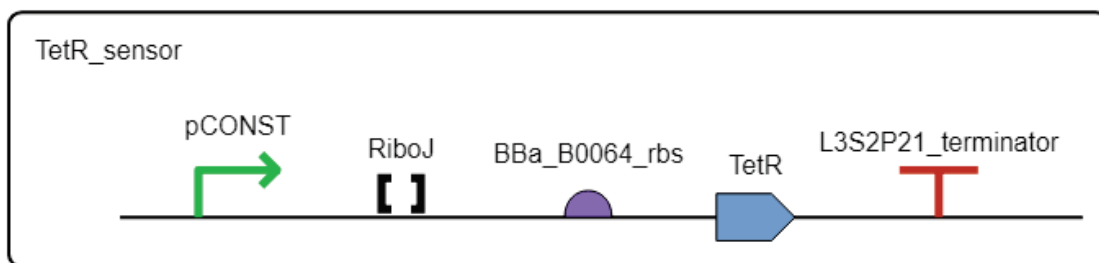 TetR_sensor
pCONST
RiboJ
BBa_B0064_rbs
TetR
L3S2P21_terminator